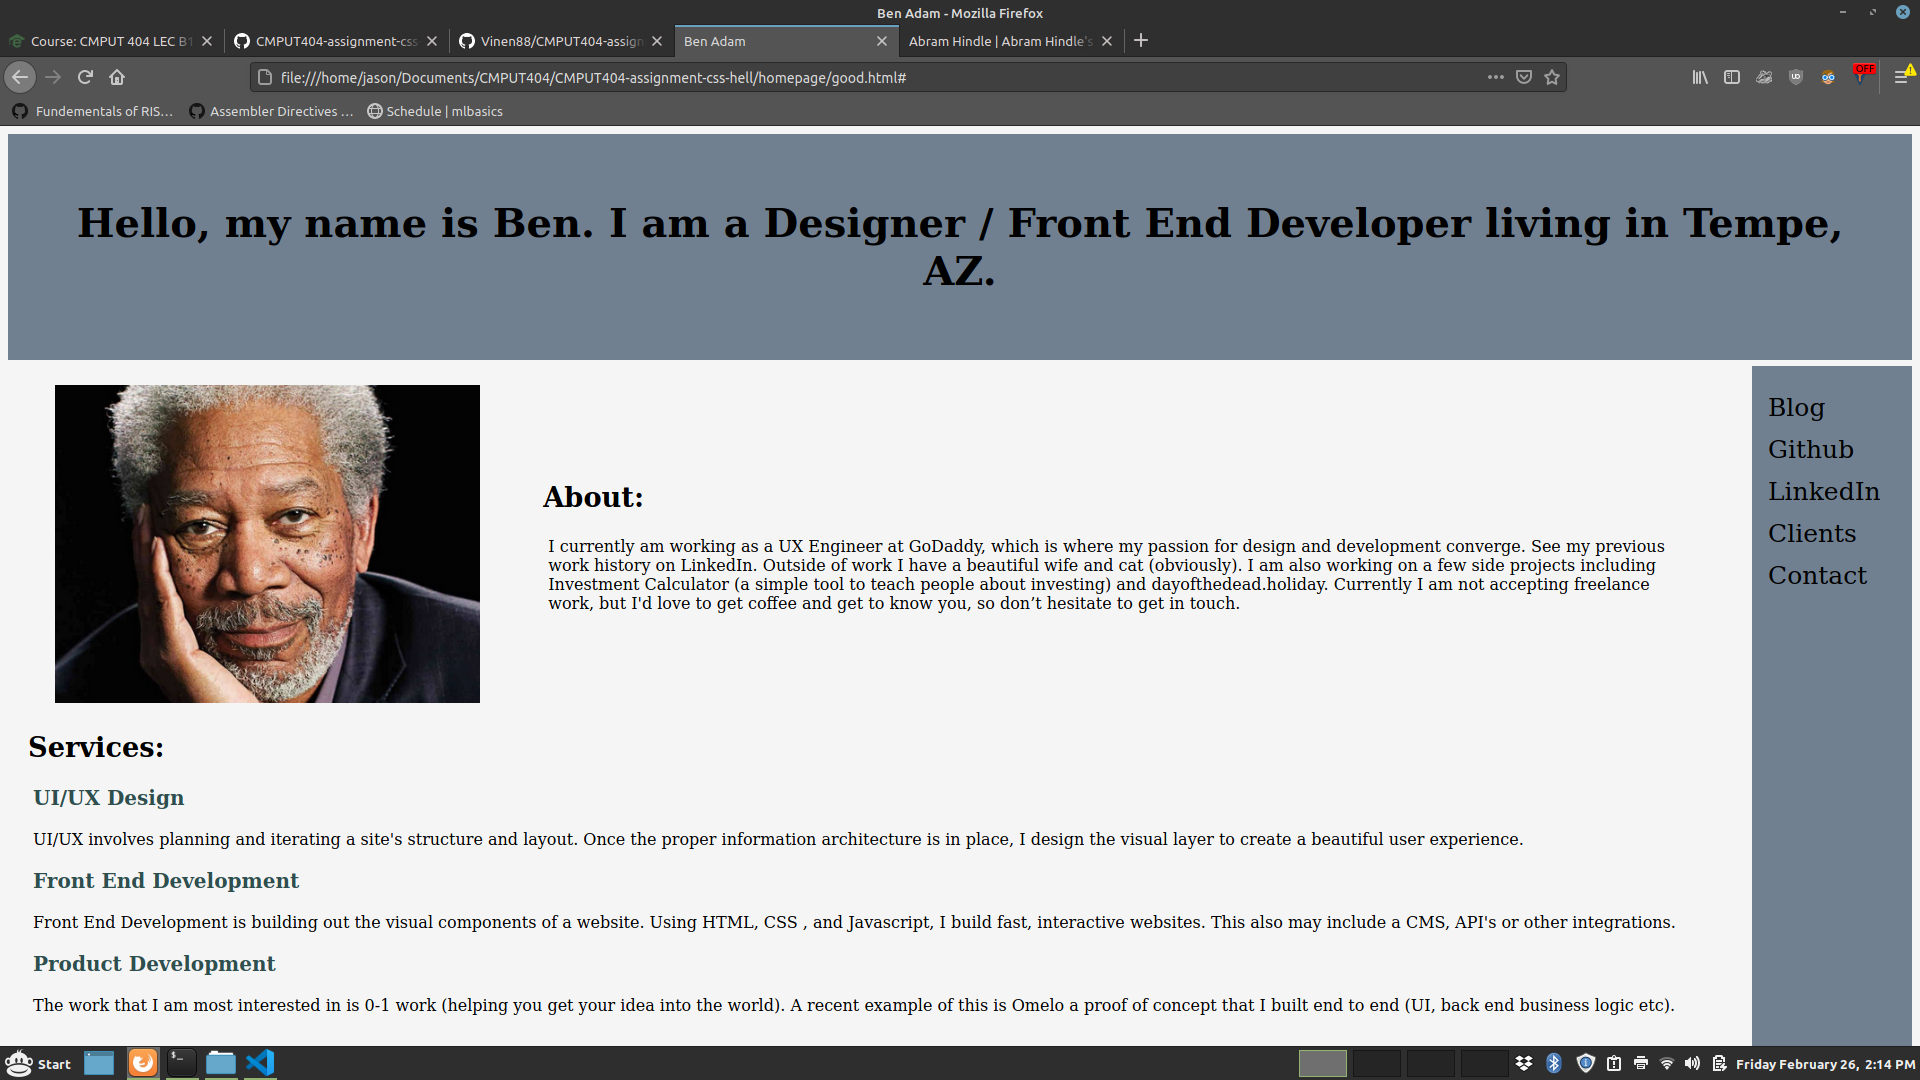 Ben Adam - Mozilla Firefox
Course: CMPUT 404 LEC B1
CMPUT404-assignment-css
Vinen88/CMPUT404-assign
Ben Adam
Abram Hindle | Abram Hindle's
file:///home/jason/Documents/CMPUT404/CMPUT404-assignment-css-hell/homepage/good.html#
OFF
Fundementals of RIS…
Assembler Directives …
Schedule | mlbasics
Hello, my name is Ben. I am a Designer / Front End Developer living in Tempe,
AZ.
Blog
Github
LinkedIn
Clients
Contact
About:
I currently am working as a UX Engineer at GoDaddy, which is where my passion for design and development converge. See my previous
work history on LinkedIn. Outside of work I have a beautiful wife and cat (obviously). I am also working on a few side projects including
Investment Calculator (a simple tool to teach people about investing) and dayofthedead.holiday. Currently I am not accepting freelance
work, but I'd love to get coffee and get to know you, so don’t hesitate to get in touch.
Services:
UI/UX Design
UI/UX involves planning and iterating a site's structure and layout. Once the proper information architecture is in place, I design the visual layer to create a beautiful user experience.
Front End Development
Front End Development is building out the visual components of a website. Using HTML, CSS , and Javascript, I build fast, interactive websites. This also may include a CMS, API's or other integrations.
Product Development
The work that I am most interested in is 0-1 work (helping you get your idea into the world). A recent example of this is Omelo a proof of concept that I built end to end (UI, back end business logic etc).
Start
Friday February 26, 2:14 PM